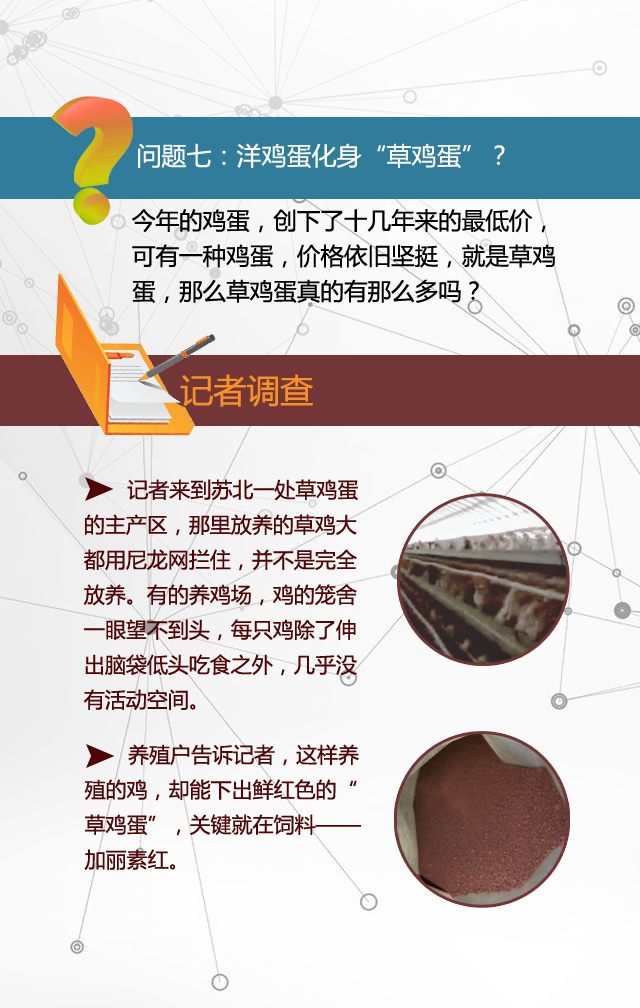 问题七：洋鸡蛋化身“草鸡蛋”？
今年的鸡蛋，创下了十几年来的最低价，
可有一种鸡蛋，价格依旧坚挺，就是草鸡
蛋，那么草鸡蛋真的有那么多吗？
记者调查
记者来到苏北一处草鸡蛋
的主产区，那里放养的草鸡大
都用尼龙网拦住，并不是完全
放养。有的养鸡场，鸡的笼舍
一眼望不到头，每只鸡除了伸
出脑袋低头吃食之外，几乎没
有活动空间。
养殖户告诉记者，这样养
殖的鸡，却能下出鲜红色的“
草鸡蛋”，关键就在饲料——
加丽素红。